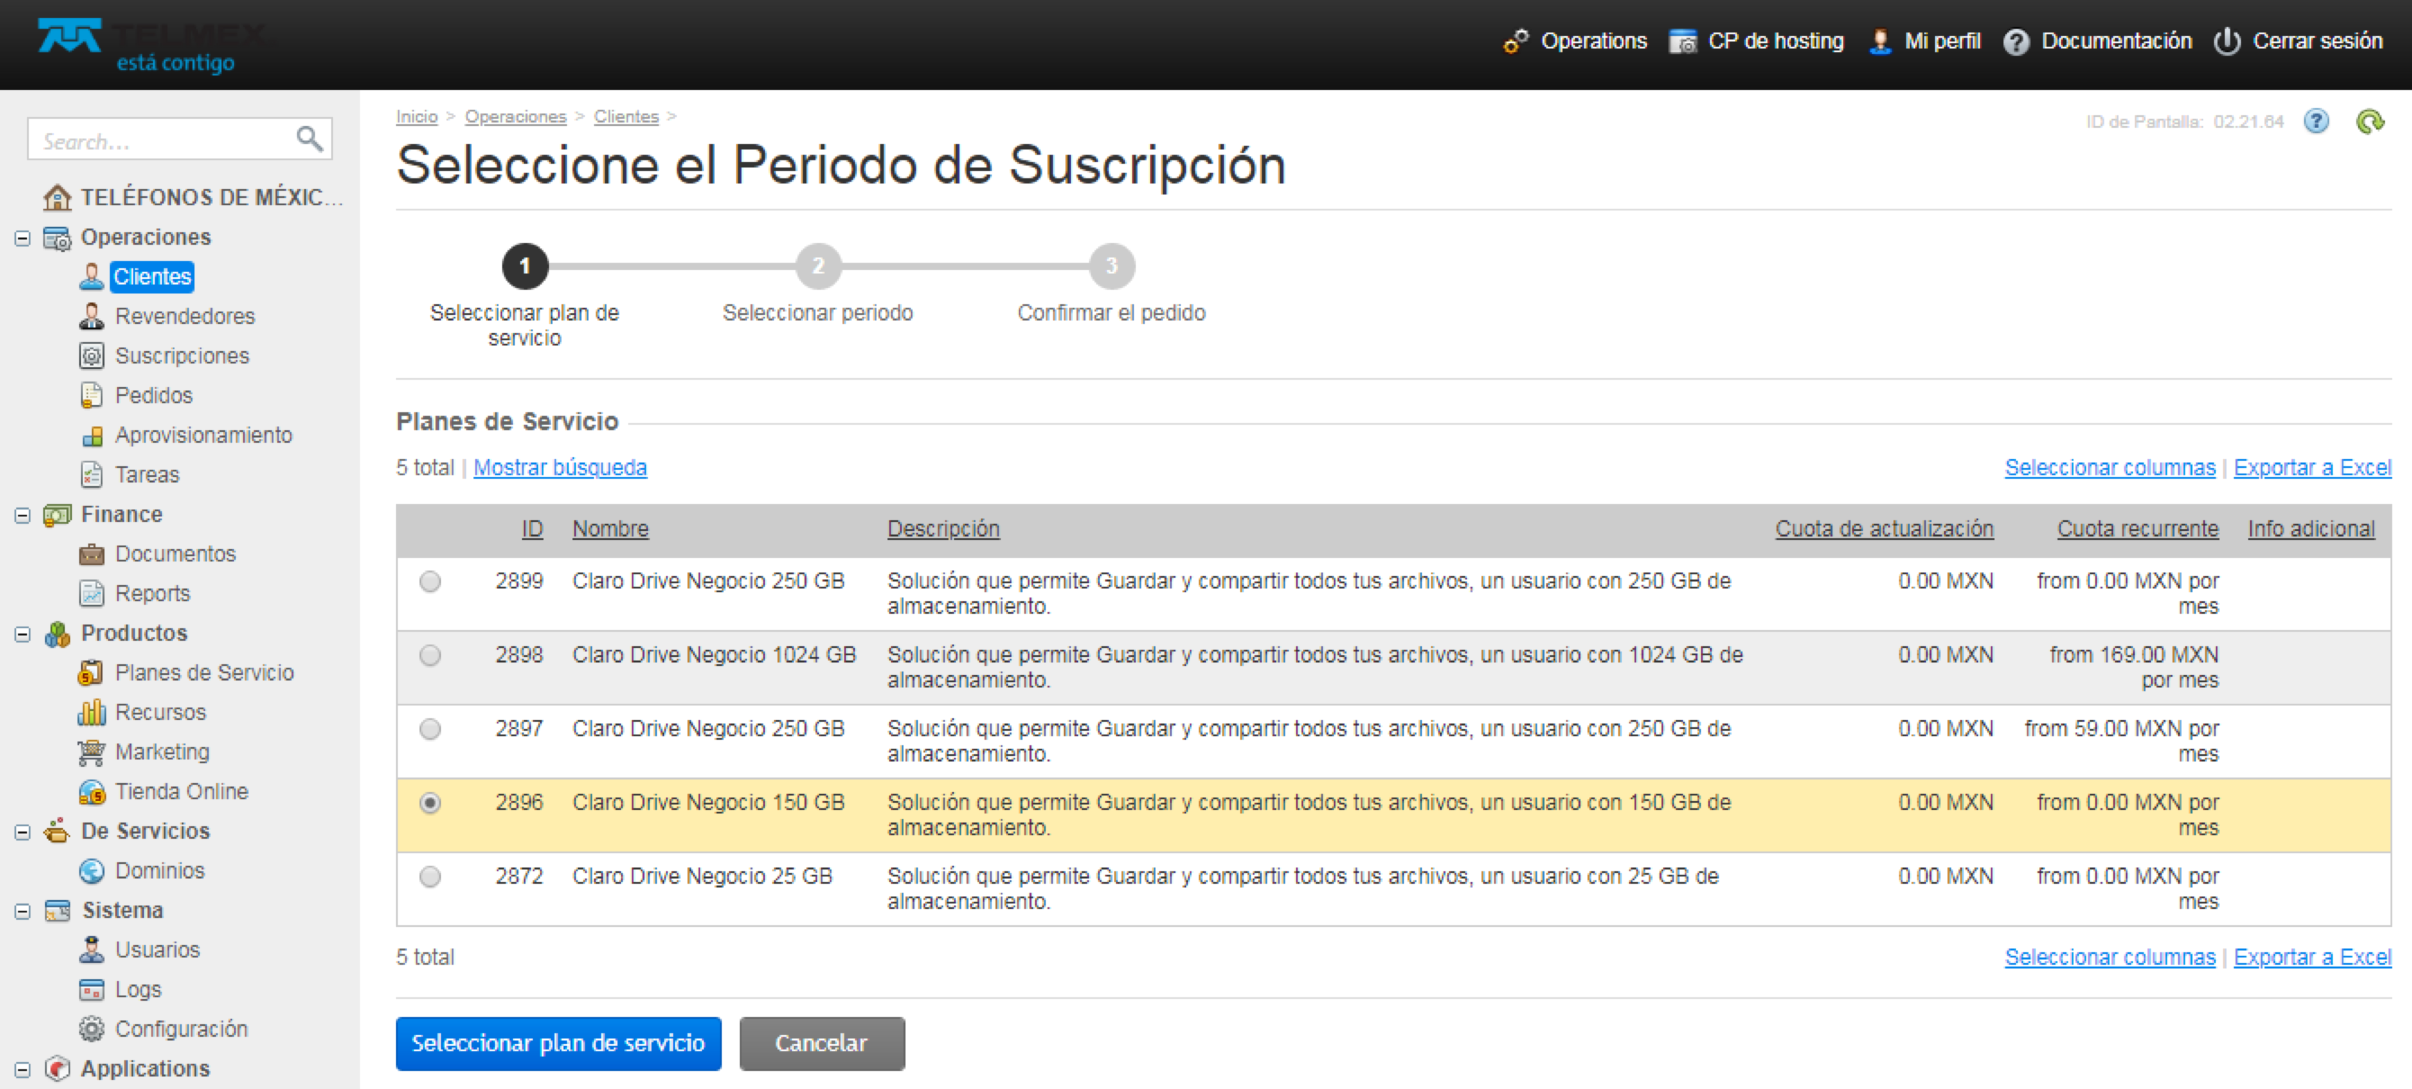 TELMEX
está contigo
Operations
CP de hosting
Mi perfil
Documentación
Cerrar sesión
Search...
TELÉFONOS DE MÉXIC...
Operaciones
Clientes
Revendedores
Suscripciones
Pedidos
Aprovisionamiento
Tareas
Finance
Documentos
Reports
Productos
Planes de Servicio
Recursos
Marketing
Tienda Online
De Servicios
Dominios
Sistema
Usuarios
Logs
Configuración
Applications
Inicio > Operaciones > Clientes >
ID de Pantalla: 02.21.64
Seleccione el Periodo de Suscripción
1
2
3
Seleccionar plan de
servicio
Seleccionar periodo
Confirmar el pedido
Planes de Servicio
5 total | Mostrar búsqueda
Seleccionar columnas | Exportar a Excel
ID Nombre Descripción Cuota de actualización Cuota recurrente Info adicional
2899 Claro Drive Negocio 250 GB Solución que permite Guardar y compartir todos tus archivos, un usuario con 250 GB de 0.00 MXN from 0.00 MXN por
almacenamiento. mes
2898 Claro Drive Negocio 1024 GB Solución que permite Guardar y compartir todos tus archivos, un usuario con 1024 GB de 0.00 MXN from 169.00 MXN
almacenamiento. por mes
2897 Claro Drive Negocio 250 GB Solución que permite Guardar y compartir todos tus archivos, un usuario con 250 GB de 0.00 MXN from 59.00 MXN por
almacenamiento. mes
2896 Claro Drive Negocio 150 GB Solución que permite Guardar y compartir todos tus archivos, un usuario con 150 GB de 0.00 MXN from 0.00 MXN por
almacenamiento. mes
2872 Claro Drive Negocio 25 GB Solución que permite Guardar y compartir todos tus archivos, un usuario con 25 GB de 0.00 MXN from 0.00 MXN por
almacenamiento. mes
5 total
Seleccionar columnas | Exportar a Excel
Seleccionar plan de servicio
Cancelar